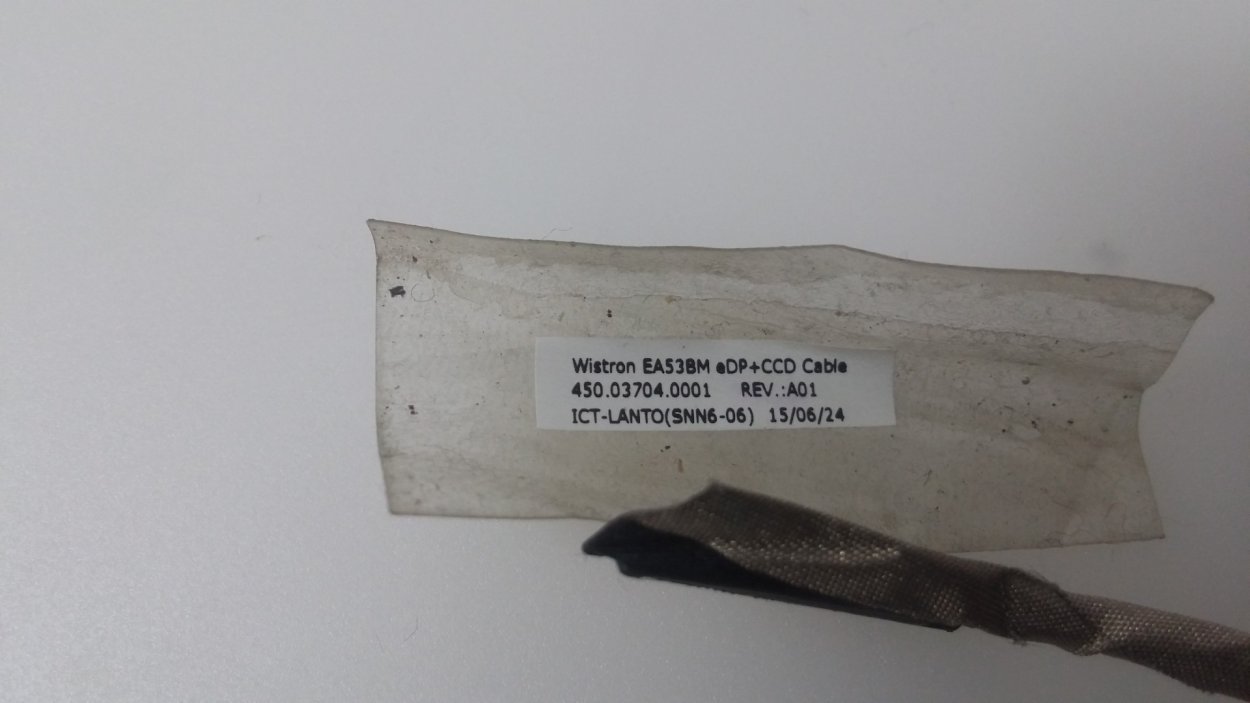 Wistron EA53BM eDP+CCD Cable
450.03704.0001 REV.:A01
ICT-LANTO(SNN6-06) 15/06/24